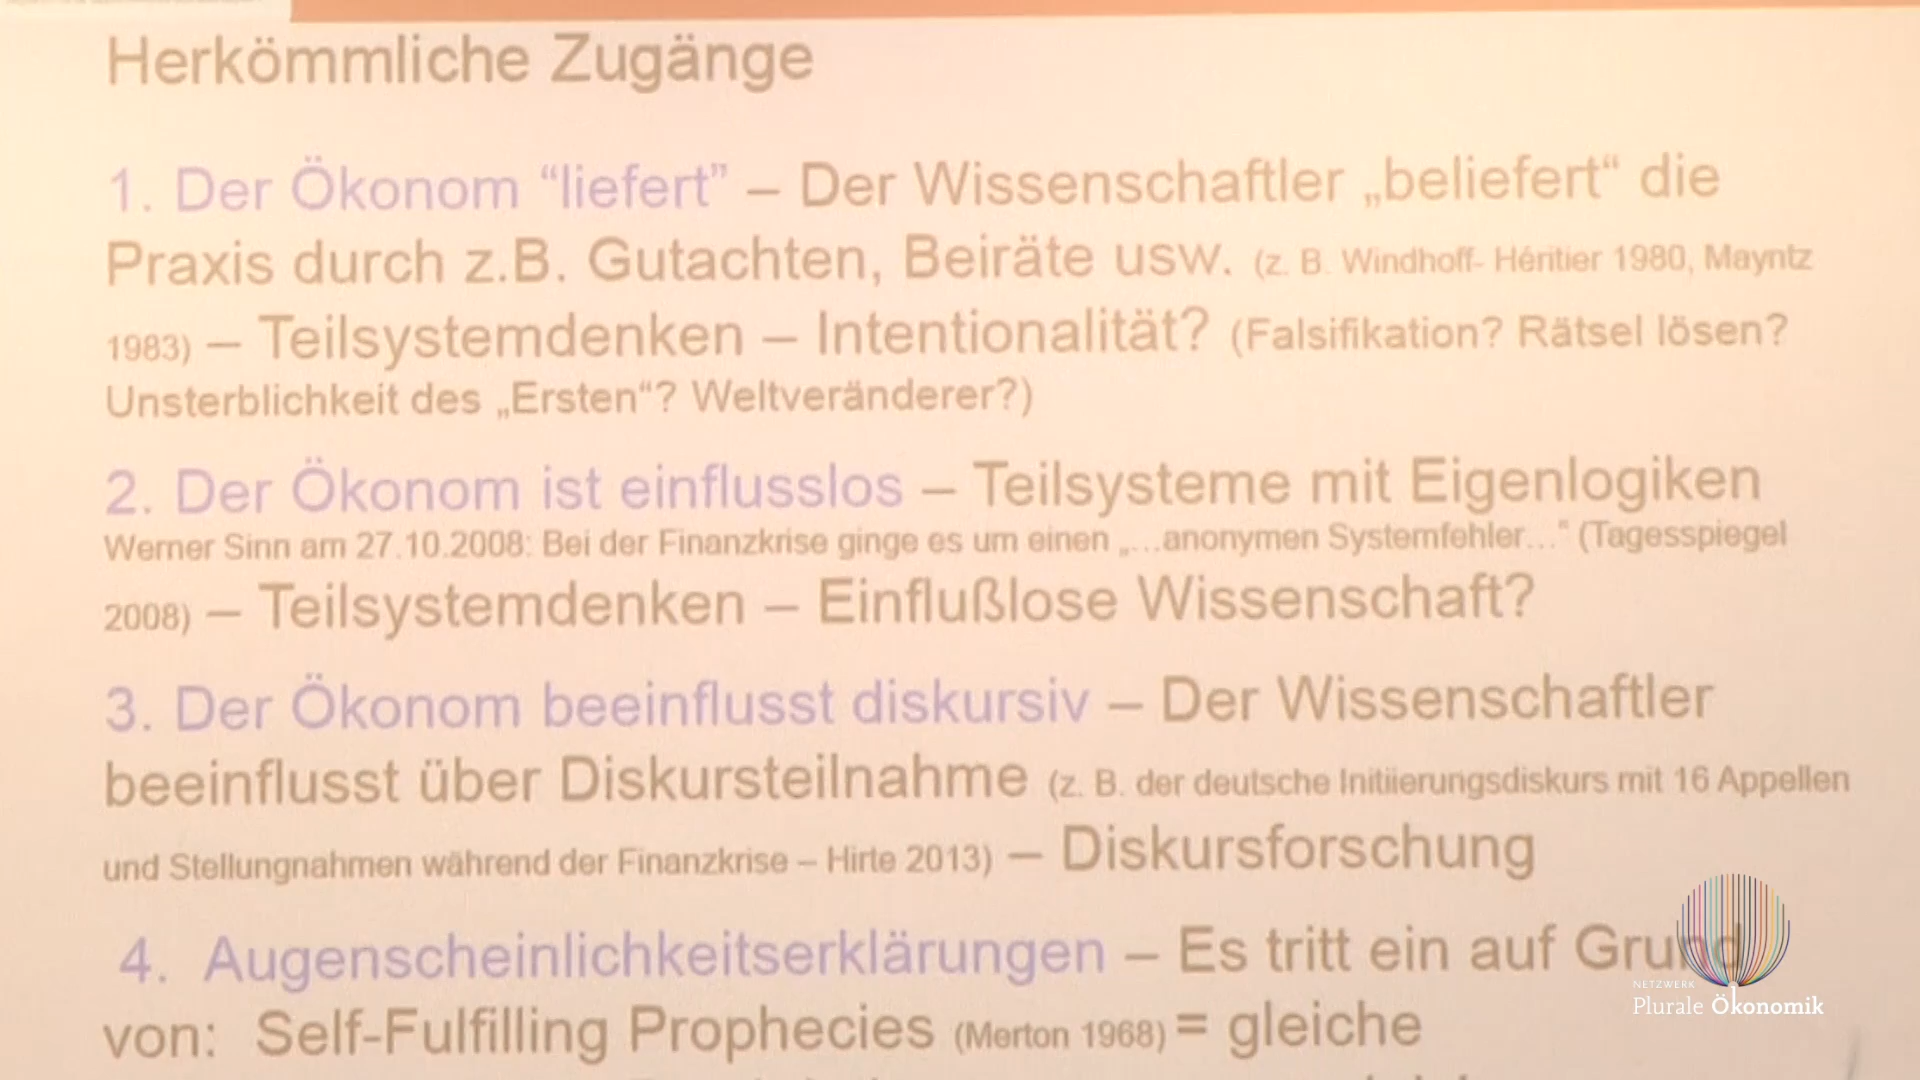 Herkömmliche Zugänge
1. Der Ökonom “liefert” – Der Wissenschaftler „beliefert“ die
Praxis durch z.B. Gutachten, Beiräte usw. (z. B. Windhoff- Héritier 1980, Mayntz
1983) – Teilsystemdenken – Intentionalität? (Falsifikation? Rätsel lösen?
Unsterblichkeit des „Ersten“? Weltveränderer?)
2. Der Ökonom ist einflusslos – Teilsysteme mit Eigenlogiken
Werner Sinn am 27.10.2008: Bei der Finanzkrise ginge es um einen „...anonymen Systemfehler...“ (Tagesspiegel
2008) – Teilsystemdenken – Einflußlose Wissenschaft?
3. Der Ökonom beeinflusst diskursiv – Der Wissenschaftler
beeinflusst über Diskursteilnahme (z. B. der deutsche Initiierungsdiskurs mit 16 Appellen
und Stellungnahmen während der Finanzkrise – Hirte 2013) – Diskursforschung
4. Augenscheinlichkeitserklärungen – Es tritt ein auf Grund
von: Self-Fulfilling Prophecies (Merton 1968) = gleiche
NETZWERK
Plurale Ökonomik